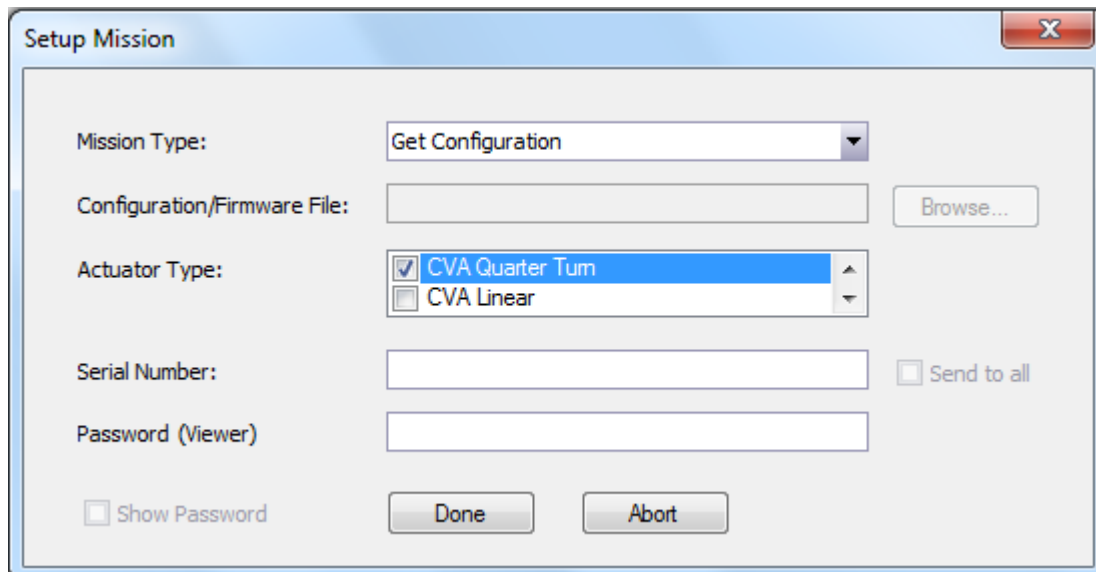 Setup Mission
Mission Type: Get Configuration
Configuration/Firmware File: Browse...
Actuator Type: CVA Quarter Turn
CVA Linear
Serial Number: Send to all
Password (Viewer)
Show Password Done Abort